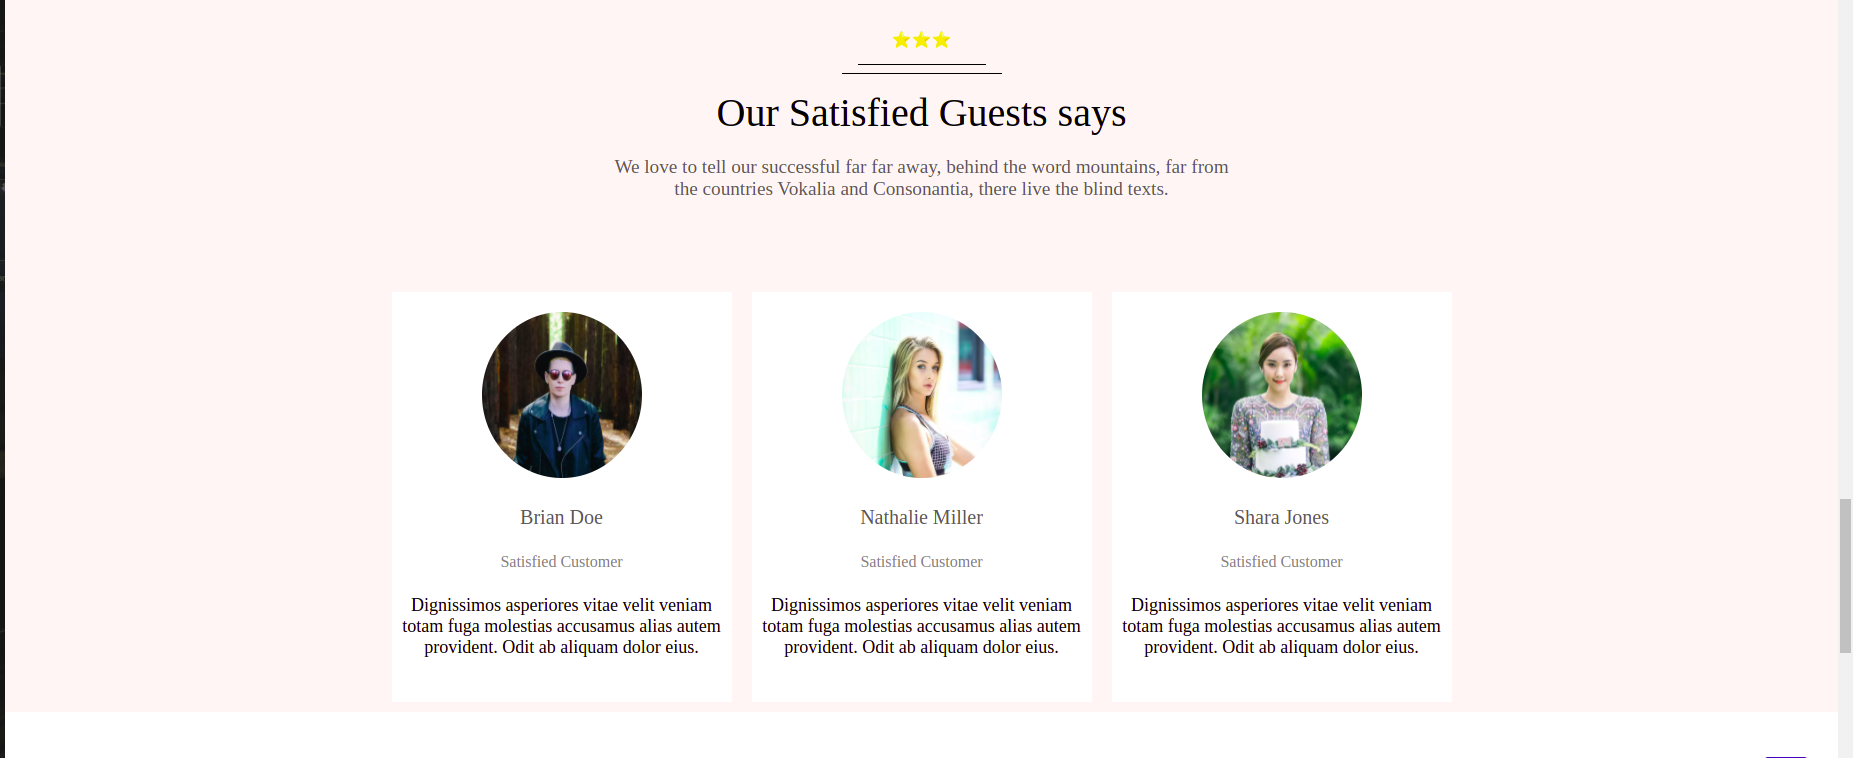 Our Satisfied Guests says
We love to tell our successful far far away, behind the word mountains, far from
the countries Vokalia and Consonantia, there live the blind texts.
Brian Doe
Satisfied Customer
Dignissimos asperiores vitae velit veniam
totam fuga molestias accusamus alias autem
provident. Odit ab aliquam dolor eius.
Nathalie Miller
Satisfied Customer
Dignissimos asperiores vitae velit veniam
totam fuga molestias accusamus alias autem
provident. Odit ab aliquam dolor eius.
Shara Jones
Satisfied Customer
Dignissimos asperiores vitae velit veniam
totam fuga molestias accusamus alias autem
provident. Odit ab aliquam dolor eius.